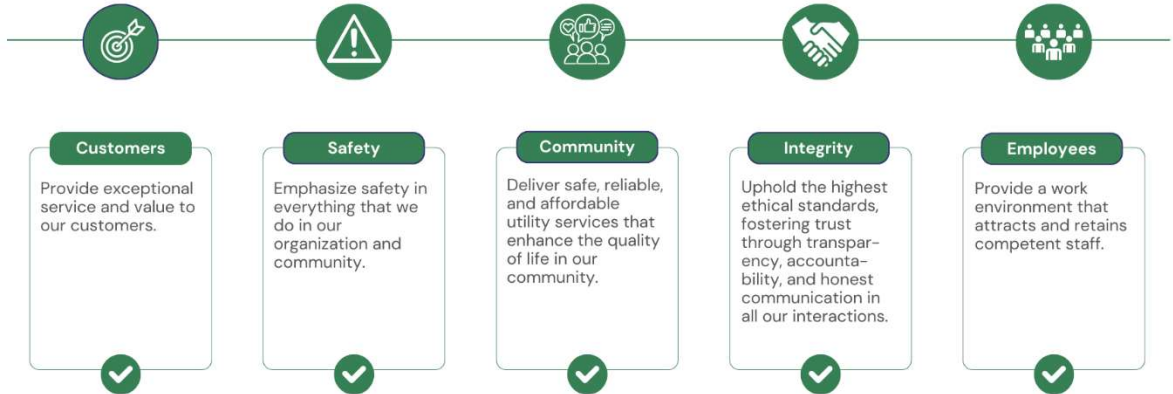 Customers
Provide exceptional
service and value to
our customers.
Safety
Emphasize safety in
everything that we
do in our
organization and
community.
Community
Deliver safe, reliable,
and affordable
utility services that
enhance the quality
of life in our
community.
Integrity
Uphold the highest
ethical standards,
fostering trust
through transpar-
ency, accounta-
bility, and honest
communication in
all our interactions.
Employees
Provide a work
environment that
attracts and retains
competent staff.